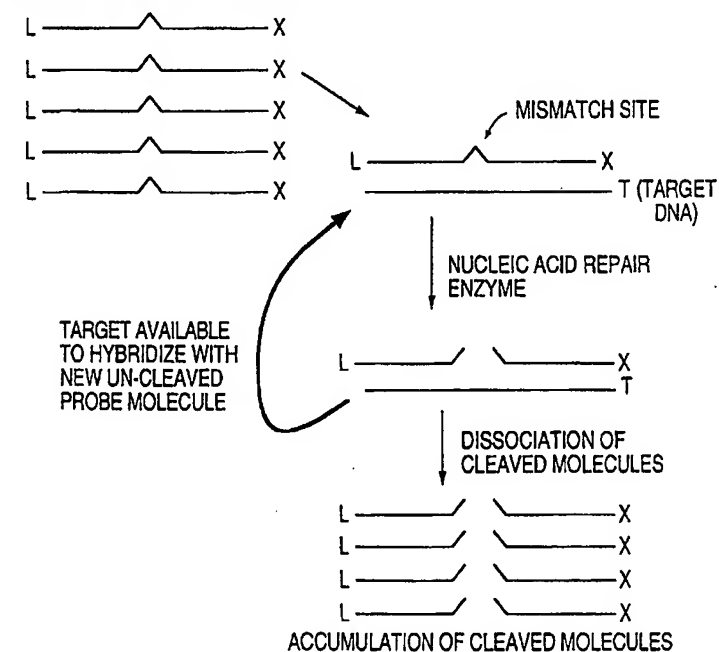 L X
L X
L X
L X
L X
MISMATCH SITE
L X
T (TARGET
DNA)
NUCLEIC ACID REPAIR
ENZYME
TARGET AVAILABLE
TO HYBRIDIZE WITH
NEW UN-CLEAVED
PROBE MOLECULE
L X
T
DISSOCIATION OF
CLEAVED MOLECULES
L X
L X
L X
L X
ACCUMULATION OF CLEAVED MOLECULES